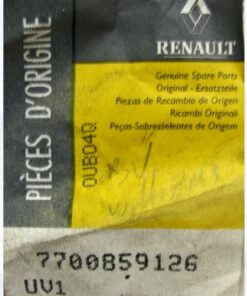 RENAULT
PIÈCES D'ORIGINE
Genuine Spare Parts
Original - Ersatzteile
Piezas de Recambio de Origen
Ricambi Originali
Peças-Sobresselentes de Origem
OUB04Q
7700859126
UV1